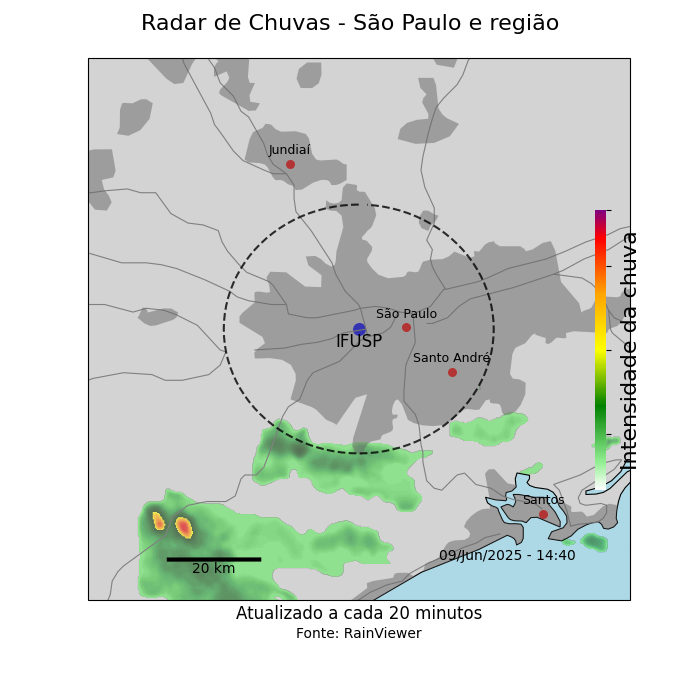 Radar de Chuvas - São Paulo e região
Jundiaí
São Paulo
IFUSP
Santo André
Intensidade da chuva
Santos
09/Jun/2025 - 14:40
20 km
Atualizado a cada 20 minutos
Fonte: RainViewer